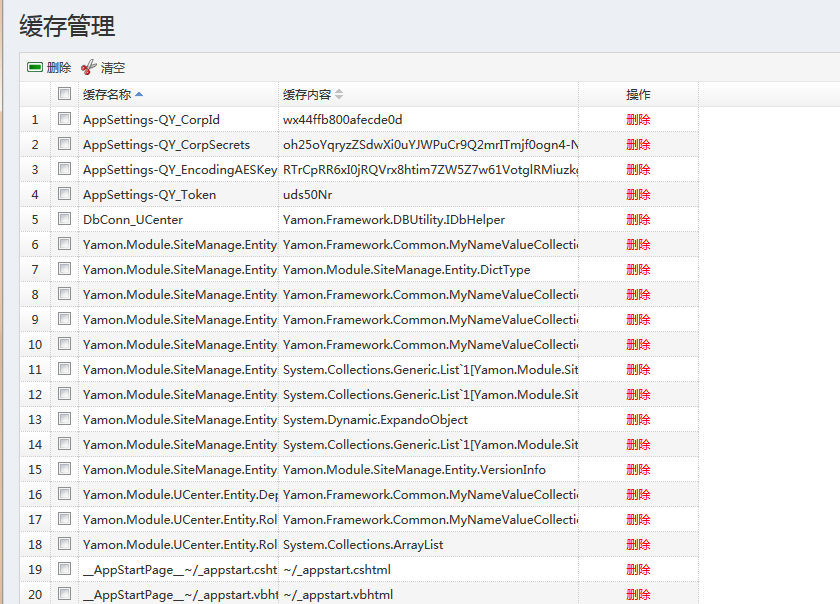 缓存管理
删除 清空
缓存名称 缓存内容 操作
1 AppSettings-QY_CorpId wx44ffb800afecde0d 删除
2 AppSettings-QY_CorpSecrets oh25oYqryzZSdwXi0uYJWPuCr9Q2mrITmjf0ogn4-N 删除
3 AppSettings-QY_EncodingAESKey RTrCpRR6xI0jRQVrx8htim7ZW5Z7w61VotglRMiuzkg 删除
4 AppSettings-QY_Token uds50Nr 删除
5 DbConn_UCenter Yamon.Framework.DBUtility.IDbHelper 删除
6 Yamon.Module.SiteManage.Entity. Yamon.Framework.Common.MyNameValueCollectio 删除
7 Yamon.Module.SiteManage.Entity. Yamon.Module.SiteManage.Entity.DictType 删除
8 Yamon.Module.SiteManage.Entity. Yamon.Framework.Common.MyNameValueCollectio 删除
9 Yamon.Module.SiteManage.Entity. Yamon.Framework.Common.MyNameValueCollectio 删除
10 Yamon.Module.SiteManage.Entity. Yamon.Framework.Common.MyNameValueCollectio 删除
11 Yamon.Module.SiteManage.Entity. System.Collections.Generic.List`1[Yamon.Module.Sit 删除
12 Yamon.Module.SiteManage.Entity. System.Collections.Generic.List`1[Yamon.Module.Sit 删除
13 Yamon.Module.SiteManage.Entity. System.Dynamic.ExpandoObject 删除
14 Yamon.Module.SiteManage.Entity. System.Collections.Generic.List`1[Yamon.Module.Sit 删除
15 Yamon.Module.SiteManage.Entity. Yamon.Module.SiteManage.Entity.VersionInfo 删除
16 Yamon.Module.UCenter.Entity.Dep Yamon.Framework.Common.MyNameValueCollectio 删除
17 Yamon.Module.UCenter.Entity.Rol Yamon.Framework.Common.MyNameValueCollectio 删除
18 Yamon.Module.UCenter.Entity.Rol System.Collections.ArrayList 删除
19 __AppStartPage__~/_appstart.csht ~/_appstart.cshtml 删除
20 __AppStartPage__~/_appstart.vbht ~/_appstart.vbhtml 删除